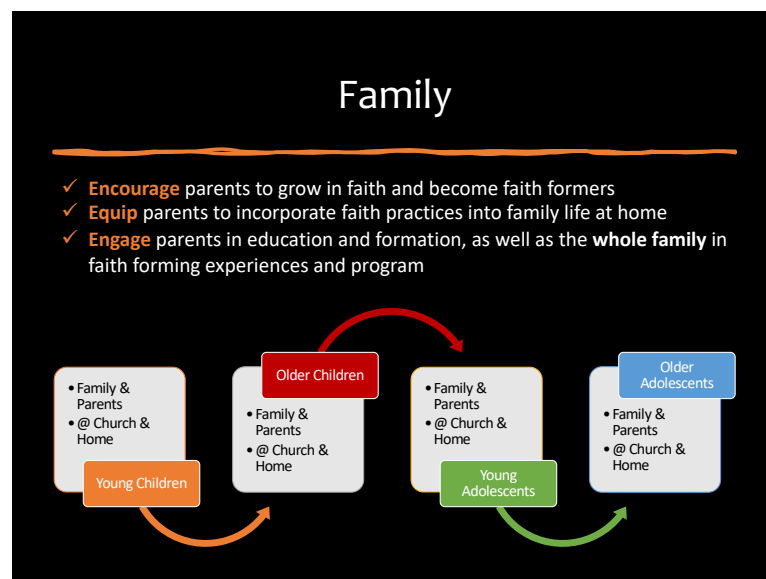 Family
✓ Encourage parents to grow in faith and become faith formers
✓ Equip parents to incorporate faith practices into family life at home
✓ Engage parents in education and formation, as well as the whole family in
faith forming experiences and program
• Family &
Parents
• @ Church &
Home
Young Children
Older Children
• Family &
Parents
• @ Church &
Home
• Family &
Parents
• @ Church &
Home
Young
Adolescents
Older
Adolescents
• Family &
Parents
• @ Church &
Home